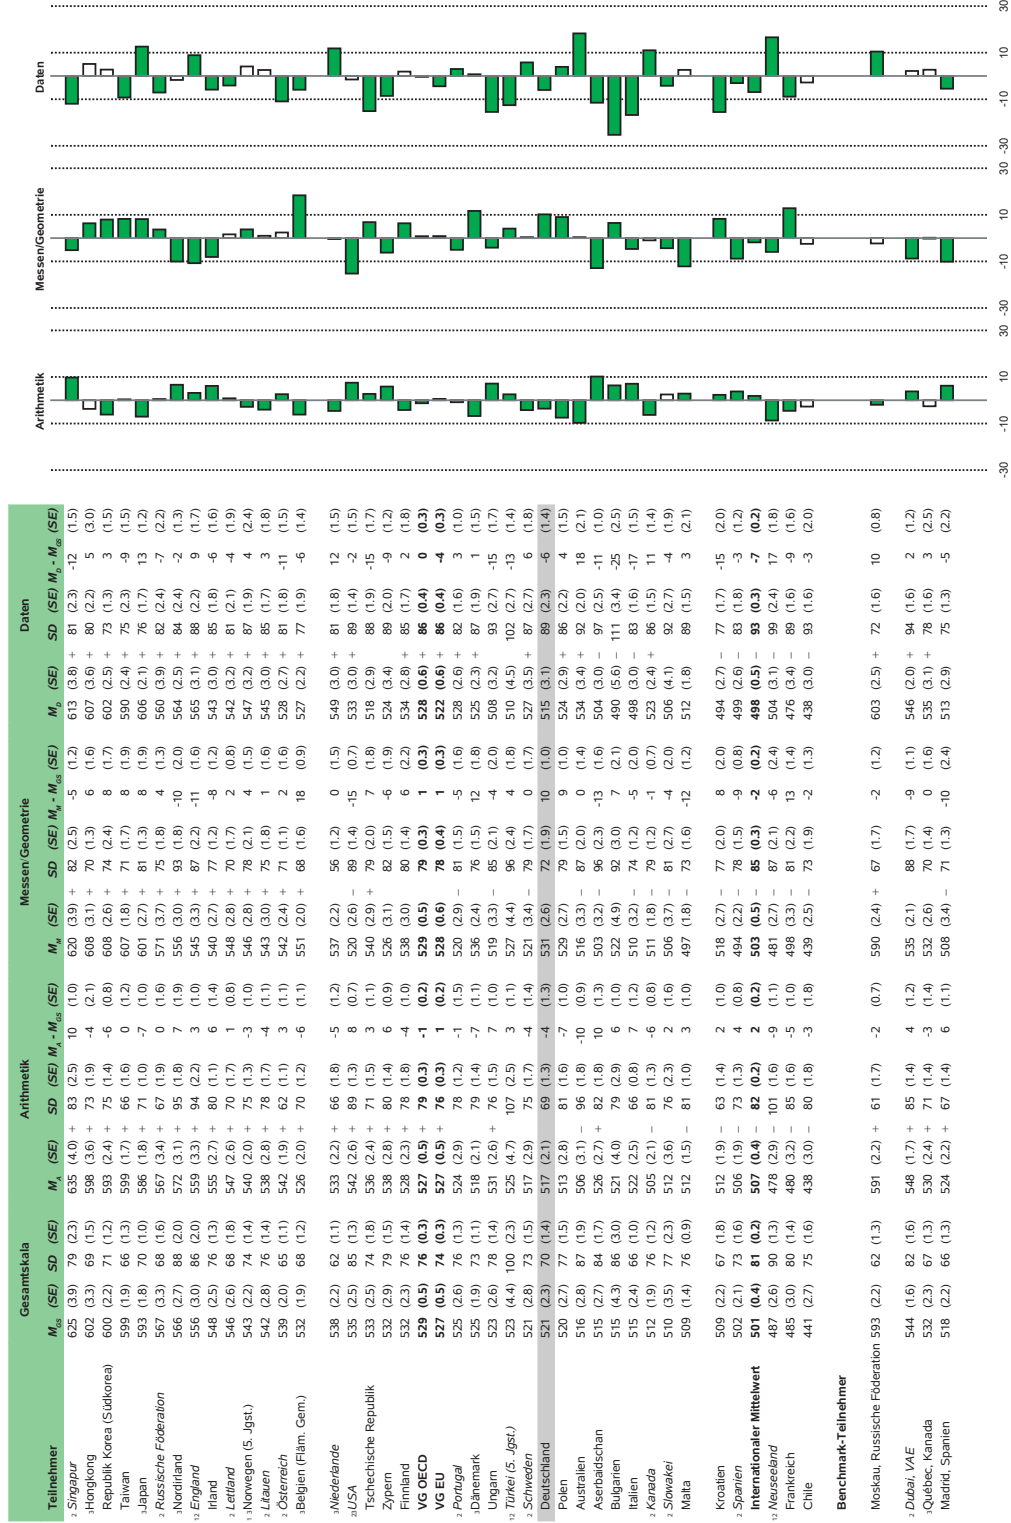 Gesamtskala Arithmetik Messen/Geometrie Daten Arithmetik Messen/Geometrie Daten
Teilnehmer M_GS (SE) SD (SE) M_A (SE) SD (SE) M_A - M_GS (SE) M_M (SE) SD (SE) M_M - M_GS (SE) M_D (SE) SD (SE) M_D - M_GS (SE)
2 Singapur 625 (3.9) 79 (2.3) 635 (4.0) + 83 (2.5) 10 (1.0) 620 (3.9) + 82 (2.5) -5 (1.2) 613 (3.8) + 81 (2.3) -12 (1.5)
3 Hongkong 602 (3.3) 69 (1.5) 598 (3.6) + 73 (1.9) -4 (2.1) 608 (3.1) + 70 (1.3) 6 (1.6) 607 (3.6) + 80 (2.2) 5 (3.0)
Republik Korea (Südkorea) 600 (2.2) 71 (1.2) 593 (2.4) + 75 (1.4) -6 (0.8) 608 (2.6) + 74 (2.4) 8 (1.7) 602 (2.5) + 73 (1.3) 3 (1.5)
Taiwan 599 (1.9) 66 (1.3) 599 (1.7) + 66 (1.6) 0 (1.2) 607 (1.8) + 71 (1.7) 8 (1.9) 590 (2.4) + 75 (2.3) -9 (1.5)
3 Japan 593 (1.8) 70 (1.0) 586 (1.8) + 71 (1.0) -7 (1.0) 601 (2.7) + 81 (1.3) 8 (1.9) 606 (2.1) + 76 (1.7) 13 (1.2)
2 Russische Föderation 567 (3.3) 68 (1.6) 567 (3.4) + 67 (1.9) 0 (1.6) 571 (3.7) + 75 (1.8) 4 (1.3) 560 (3.9) + 82 (2.4) -7 (2.2)
3 Nordirland 566 (2.7) 88 (2.0) 572 (3.1) + 95 (1.8) 7 (1.9) 556 (3.0) + 93 (1.8) -10 (2.0) 564 (2.5) + 84 (2.4) -2 (1.3)
12 England 556 (3.0) 86 (2.0) 559 (3.3) + 94 (2.2) 3 (1.0) 545 (3.3) + 87 (2.2) -11 (1.6) 565 (3.1) + 88 (2.2) 9 (1.7)
Irland 548 (2.5) 76 (1.3) 555 (2.7) + 80 (1.1) 6 (1.4) 540 (2.7) + 77 (1.2) -8 (1.2) 543 (3.0) + 85 (1.8) -6 (1.6)
2 Lettland 546 (2.6) 68 (1.8) 547 (2.6) + 70 (1.7) 1 (0.8) 548 (2.8) + 70 (1.7) 2 (0.8) 542 (3.2) + 81 (2.1) -4 (1.9)
1 3 Norwegen (5. Jgst.) 543 (2.2) 74 (1.4) 540 (2.0) + 75 (1.3) -3 (1.0) 546 (2.8) + 78 (2.1) 4 (1.5) 547 (3.2) + 87 (1.9) 4 (2.4)
2 Litauen 542 (2.8) 76 (1.4) 538 (2.8) + 78 (1.7) -4 (1.1) 543 (3.0) + 75 (1.8) 1 (1.6) 545 (3.0) + 85 (1.7) 3 (1.8)
2 Österreich 539 (2.0) 65 (1.1) 542 (1.9) + 62 (1.1) 3 (1.1) 542 (2.4) + 71 (1.1) 2 (1.6) 528 (2.7) + 81 (1.8) -11 (1.5)
3 Belgien (Fläm. Gem.) 532 (1.9) 68 (1.2) 526 (2.0) + 70 (1.2) -6 (1.1) 551 (2.0) + 68 (1.6) 18 (0.9) 527 (2.2) + 77 (1.9) -6 (1.4)
3 Niederlande 538 (2.2) 62 (1.1) 533 (2.2) + 66 (1.8) -5 (1.2) 537 (2.2) 56 (1.2) 0 (1.5) 549 (3.0) + 81 (1.8) 12 (1.5)
23 USA 535 (2.5) 85 (1.3) 542 (2.6) + 89 (1.3) 8 (0.7) 520 (2.6) − 89 (1.4) -15 (0.7) 533 (3.0) + 89 (1.4) -2 (1.5)
Tschechische Republik 533 (2.5) 74 (1.8) 536 (2.4) + 71 (1.5) 3 (1.1) 540 (2.9) + 79 (2.0) 7 (1.8) 518 (2.9) 88 (1.9) -15 (1.7)
Zypern 532 (2.9) 79 (1.5) 538 (2.8) + 80 (1.4) 6 (0.9) 526 (3.1) 82 (1.5) -6 (1.9) 524 (3.4) 89 (2.0) -9 (1.2)
Finnland 532 (2.3) 76 (1.4) 528 (2.3) + 78 (1.8) -4 (1.0) 538 (3.0) 80 (1.4) 6 (2.2) 534 (2.8) + 85 (1.7) 2 (1.8)
VG OECD 529 (0.5) 76 (0.3) 527 (0.5) + 79 (0.3) -1 (0.2) 529 (0.5) 79 (0.3) 1 (0.3) 528 (0.6) + 86 (0.4) 0 (0.3)
VG EU 527 (0.5) 74 (0.3) 527 (0.5) + 76 (0.3) 1 (0.2) 528 (0.6) 78 (0.4) 1 (0.3) 522 (0.6) + 86 (0.4) -4 (0.3)
2 Portugal 525 (2.6) 76 (1.3) 524 (2.9) 78 (1.2) -1 (1.5) 520 (2.9) − 81 (1.5) -5 (1.6) 528 (2.6) + 82 (1.6) 3 (1.0)
3 Dänemark 525 (1.9) 73 (1.1) 518 (2.1) 79 (1.4) -7 (1.1) 536 (2.4) 76 (1.5) 12 (1.8) 525 (2.3) + 87 (1.9) 1 (1.5)
Ungarn 523 (2.6) 78 (1.4) 531 (2.6) + 76 (1.5) 7 (1.0) 519 (3.3) − 85 (2.1) -4 (2.0) 508 (3.2) 93 (2.7) -15 (1.7)
12 Türkei (5. Jgst.) 523 (4.4) 100 (2.3) 525 (4.7) 107 (2.5) 3 (1.1) 527 (4.4) 96 (2.4) 4 (1.8) 510 (4.5) 102 (2.7) -13 (1.4)
2 Schweden 521 (2.8) 73 (1.5) 517 (2.9) 75 (1.7) -4 (1.4) 521 (3.4) − 79 (1.7) 0 (1.7) 527 (3.5) + 87 (2.7) 6 (1.8)
Deutschland 521 (2.3) 70 (1.4) 517 (2.1) 69 (1.3) -4 (1.3) 531 (2.6) 72 (1.9) 10 (1.0) 515 (3.1) 89 (2.3) -6 (1.4)
Polen 520 (2.7) 77 (1.5) 513 (2.8) 81 (1.6) -7 (1.0) 529 (2.7) 79 (1.5) 9 (1.0) 524 (2.9) + 86 (2.2) 4 (1.5)
Australien 516 (2.8) 87 (1.9) 506 (3.1) − 96 (1.8) -10 (0.9) 516 (3.3) − 87 (2.0) 0 (1.4) 534 (3.4) + 92 (2.0) 18 (2.1)
Aserbaidschan 515 (2.7) 84 (1.7) 526 (2.7) + 82 (1.8) 10 (1.3) 503 (3.2) − 96 (2.3) -13 (1.6) 504 (3.0) − 97 (2.5) -11 (1.0)
Bulgarien 515 (4.3) 86 (3.0) 521 (4.0) 79 (2.9) 6 (1.0) 522 (4.9) 92 (3.0) 7 (2.1) 490 (5.6) − 111 (3.4) -25 (2.5)
Italien 515 (2.4) 66 (1.0) 522 (2.5) 66 (0.8) 7 (1.2) 510 (3.2) − 74 (1.2) -5 (2.0) 498 (3.0) − 83 (1.6) -17 (1.5)
2 Kanada 512 (1.9) 76 (1.2) 505 (2.1) − 81 (1.3) -6 (0.8) 511 (1.8) − 79 (1.2) -1 (0.7) 523 (2.4) + 86 (1.5) 11 (1.4)
2 Slowakei 510 (3.5) 77 (2.3) 512 (3.6) 76 (2.3) 2 (1.6) 506 (3.7) − 81 (2.7) -4 (2.0) 506 (4.1) 92 (2.7) -4 (1.9)
Malta 509 (1.4) 76 (0.9) 512 (1.5) − 81 (1.0) 3 (1.0) 497 (1.8) − 73 (1.6) -12 (1.2) 512 (1.8) 89 (1.5) 3 (2.1)
Kroatien 509 (2.2) 67 (1.8) 512 (1.9) − 63 (1.4) 2 (1.0) 518 (2.7) − 77 (2.0) 8 (2.0) 494 (2.7) − 77 (1.7) -15 (2.0)
2 Spanien 502 (2.1) 73 (1.6) 506 (1.9) − 73 (1.3) 4 (0.8) 494 (2.2) − 78 (1.5) -9 (0.8) 499 (2.6) − 83 (1.8) -3 (1.2)
Internationaler Mittelwert 501 (0.4) 81 (0.2) 507 (0.4) − 82 (0.2) 2 (0.2) 503 (0.5) − 85 (0.3) -2 (0.2) 498 (0.5) − 93 (0.3) -7 (0.2)
12 Neuseeland 487 (2.6) 90 (1.3) 478 (2.9) − 101 (1.6) -9 (1.1) 481 (2.7) − 87 (1.1) -6 (2.4) 504 (3.1) − 99 (2.4) 17 (1.8)
Frankreich 485 (3.0) 80 (1.4) 480 (3.2) − 85 (1.6) -5 (1.0) 498 (3.3) − 81 (2.2) 13 (1.4) 476 (3.4) − 89 (1.6) -9 (1.6)
Chile 441 (2.7) 75 (1.6) 438 (3.0) − 80 (1.6) -3 (1.8) 439 (2.5) − 73 (1.9) -2 (1.3) 438 (3.0) − 93 (1.6) -3 (2.0)
Benchmark-Teilnehmer
Moskau, Russische Föderation 593 (2.2) 62 (1.3) 591 (2.2) + 61 (1.7) -2 (0.7) 590 (2.4) + 67 (1.7) -2 (1.2) 603 (2.5) + 72 (1.6) 10 (0.8)
2 Dubai, VAE 544 (1.6) 82 (1.6) 548 (1.7) + 85 (1.4) 4 (1.2) 535 (2.1) 88 (1.7) -9 (1.1) 546 (2.0) + 94 (1.6) 2 (1.2)
3 Québec, Kanada 532 (2.3) 67 (1.3) 530 (2.4) + 71 (1.4) -3 (1.4) 532 (2.6) 70 (1.4) 0 (1.6) 535 (3.1) + 78 (1.6) 3 (2.5)
Madrid, Spanien 518 (2.2) 66 (1.3) 524 (2.2) + 67 (1.4) 6 (1.1) 508 (3.4) − 71 (1.3) -10 (2.4) 513 (2.9) 75 (1.3) -5 (2.2)
-30 -10 10 30 -30 -10 10 30 -30 -10 10 30